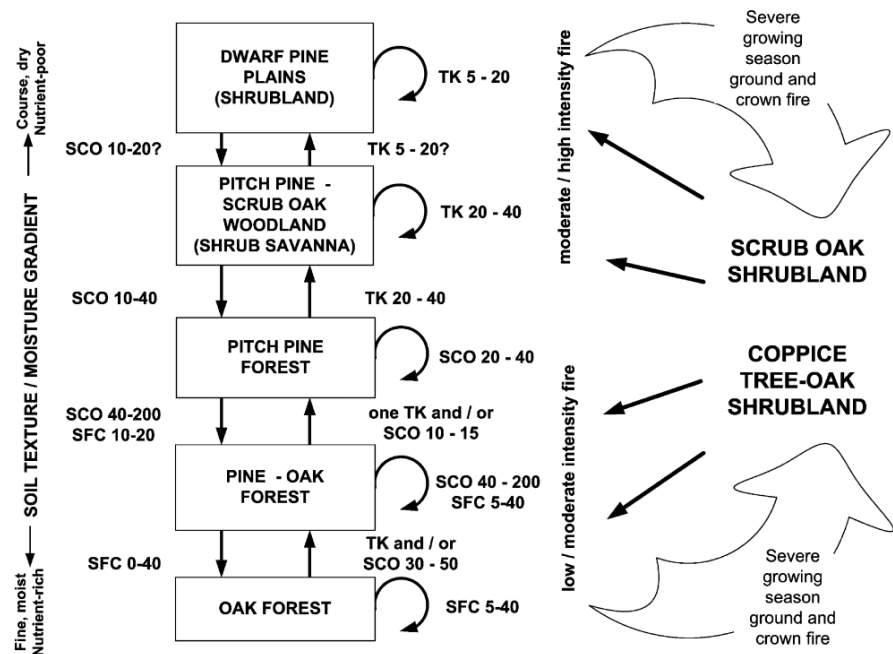 DWARF PINE
PLAINS
(SHRUBLAND)
TK 5 - 20
SCO 10-20?
TK 5 - 20?
PITCH PINE -
SCRUB OAK
WOODLAND
(SHRUB SAVANNA)
TK 20 - 40
SCO 10-40
TK 20 - 40
PITCH PINE
FOREST
SCO 20 - 40
SCO 40-200
SFC 10-20
one TK and / or
SCO 10 - 15
PINE - OAK
FOREST
SCO 40 - 200
SFC 5-40
SFC 0-40
TK and / or
SCO 30 - 50
OAK FOREST
SFC 5-40
Course, dry
Nutrient-poor
SOIL TEXTURE / MOISTURE GRADIENT
Fine, moist
Nutrient-rich
moderate / high intensity fire
low / moderate intensity fire
Severe
growing
season
ground and
crown fire
SCRUB OAK
SHRUBLAND
COPPICE
TREE-OAK
SHRUBLAND
Severe
growing
season
ground and
crown fire